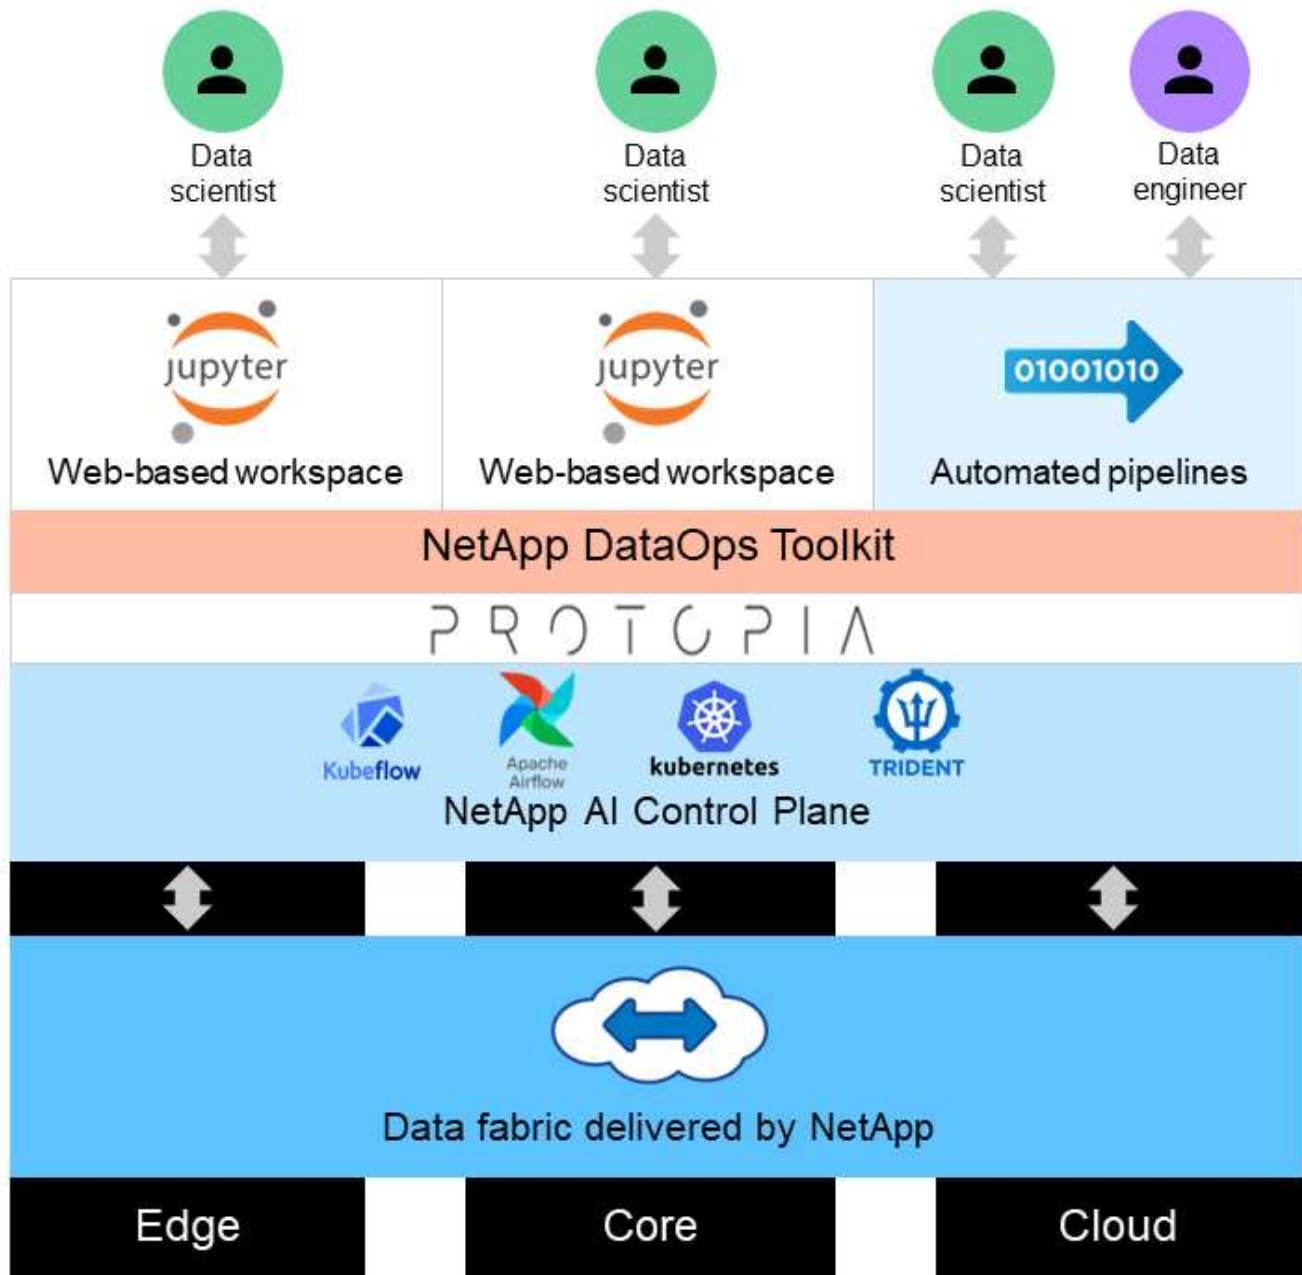 Data
scientist
Data
scientist
Data
scientist
Data
engineer
jupyter
Web-based workspace
jupyter
Web-based workspace
01001010
Automated pipelines
NetApp DataOps Toolkit
PROTOPIA
Kubeflow
Apache
Airflow
kubernetes
TRIDENT
NetApp AI Control Plane
Data fabric delivered by NetApp
Edge
Core
Cloud